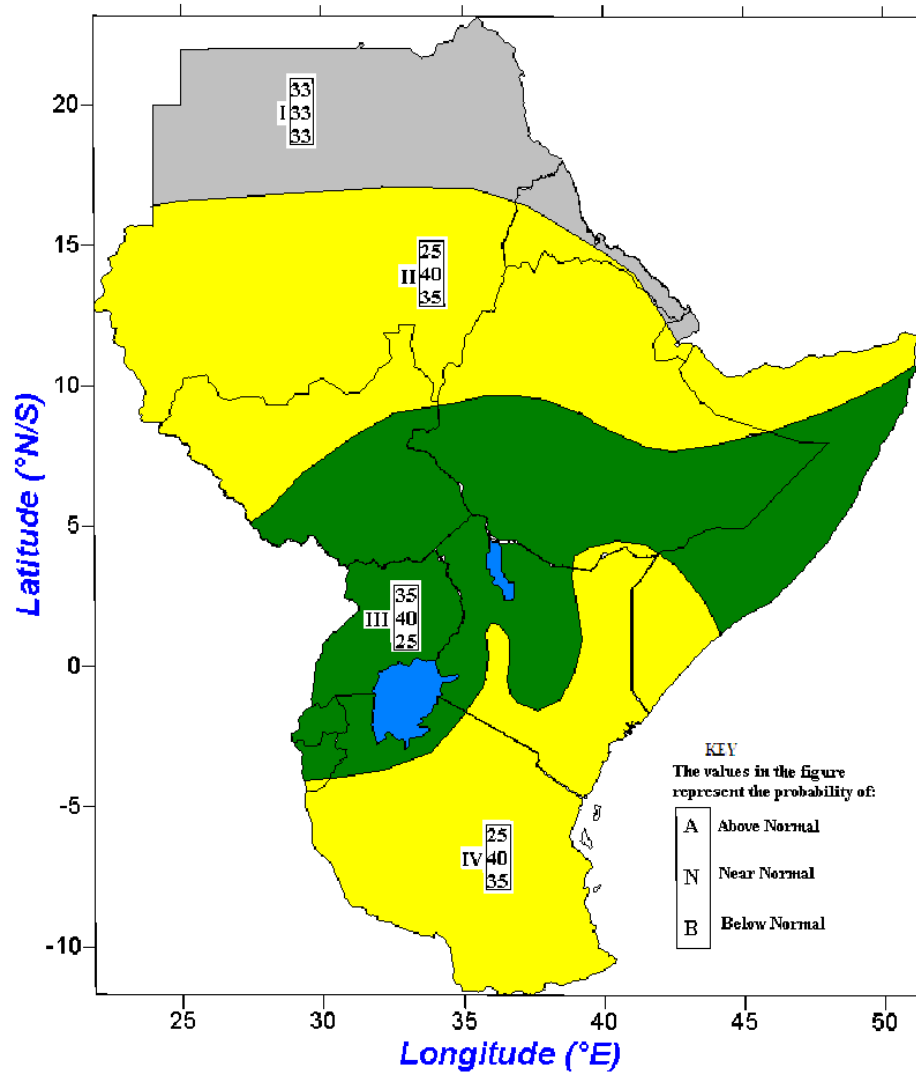 20
15
10
5
0
-5
-10
Latitude (°N/S)
33
I 33
33
25
II 40
35
35
III 40
25
25
IV 40
35
KEY
The values in the figure
represent the probability of:
A Above Normal
N Near Normal
B Below Normal
25 30 35 40 45 50
Longitude (°E)